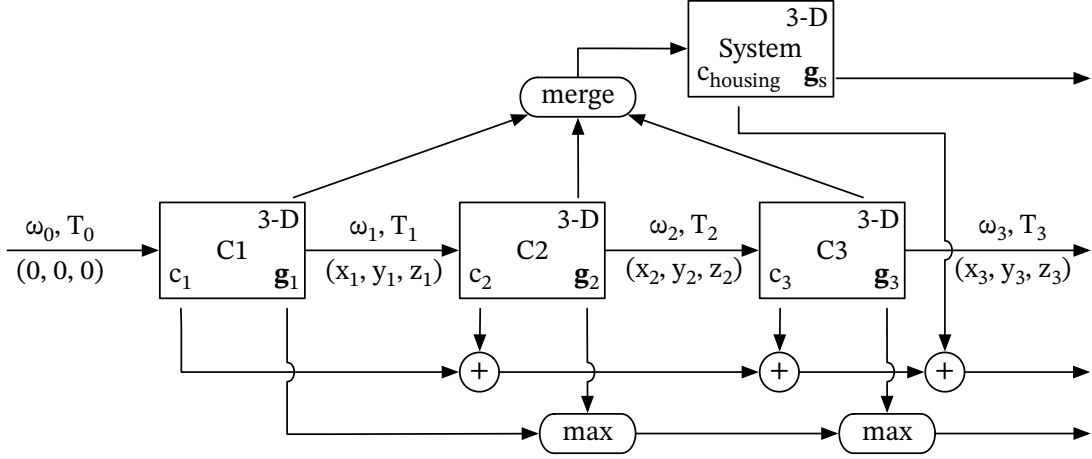 3-D
System
c_housing g_s
merge
ω₀, T₀
(0, 0, 0)
3-D
C1
c₁ g₁
ω₁, T₁
(x₁, y₁, z₁)
3-D
C2
c₂ g₂
ω₂, T₂
(x₂, y₂, z₂)
3-D
C3
c₃ g₃
ω₃, T₃
(x₃, y₃, z₃)
+ + +
max max